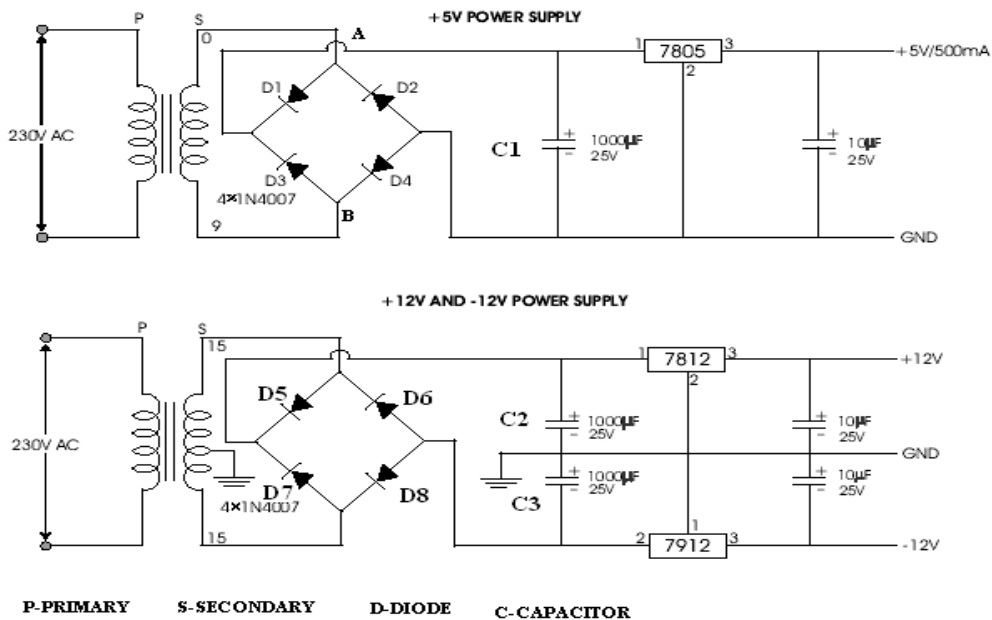 +5V POWER SUPPLY
P S
0
A
1 7805 3
2
+5V/500mA
D1 D2
230V AC
C1
+ 1000µF
- 25V
+ 10µF
- 25V
D3 D4
4×1N4007
B
9
GND
+12V AND -12V POWER SUPPLY
P S
15
1 7812 3
2
+12V
D5 D6
C2
+ 1000µF
- 25V
+ 10µF
- 25V
230V AC
GND
D7 D8
4×1N4007
C3
+ 1000µF
- 25V
+ 10µF
- 25V
15
1
2 7912 3
-12V
P-PRIMARY S-SECONDARY D-DIODE C-CAPACITOR